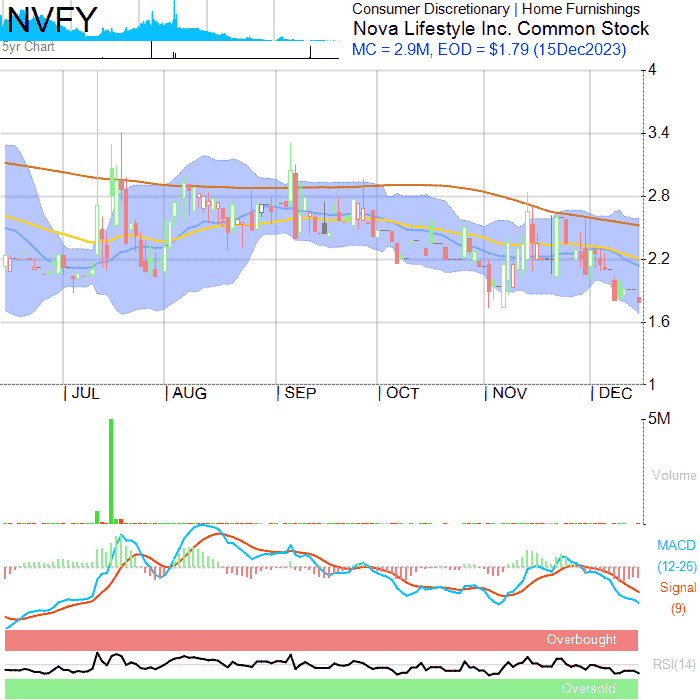 NVFY
5yr Chart
Consumer Discretionary | Home Furnishings
Nova Lifestyle Inc. Common Stock
MC = 2.9M, EOD = $1.79 (15Dec2023)
4
3.4
2.8
2.2
1.6
1
| JUL | AUG | SEP | OCT | NOV | DEC
5M
Volume
MACD
(12-26)
Signal
(9)
Overbought
RSI(14)
Oversold